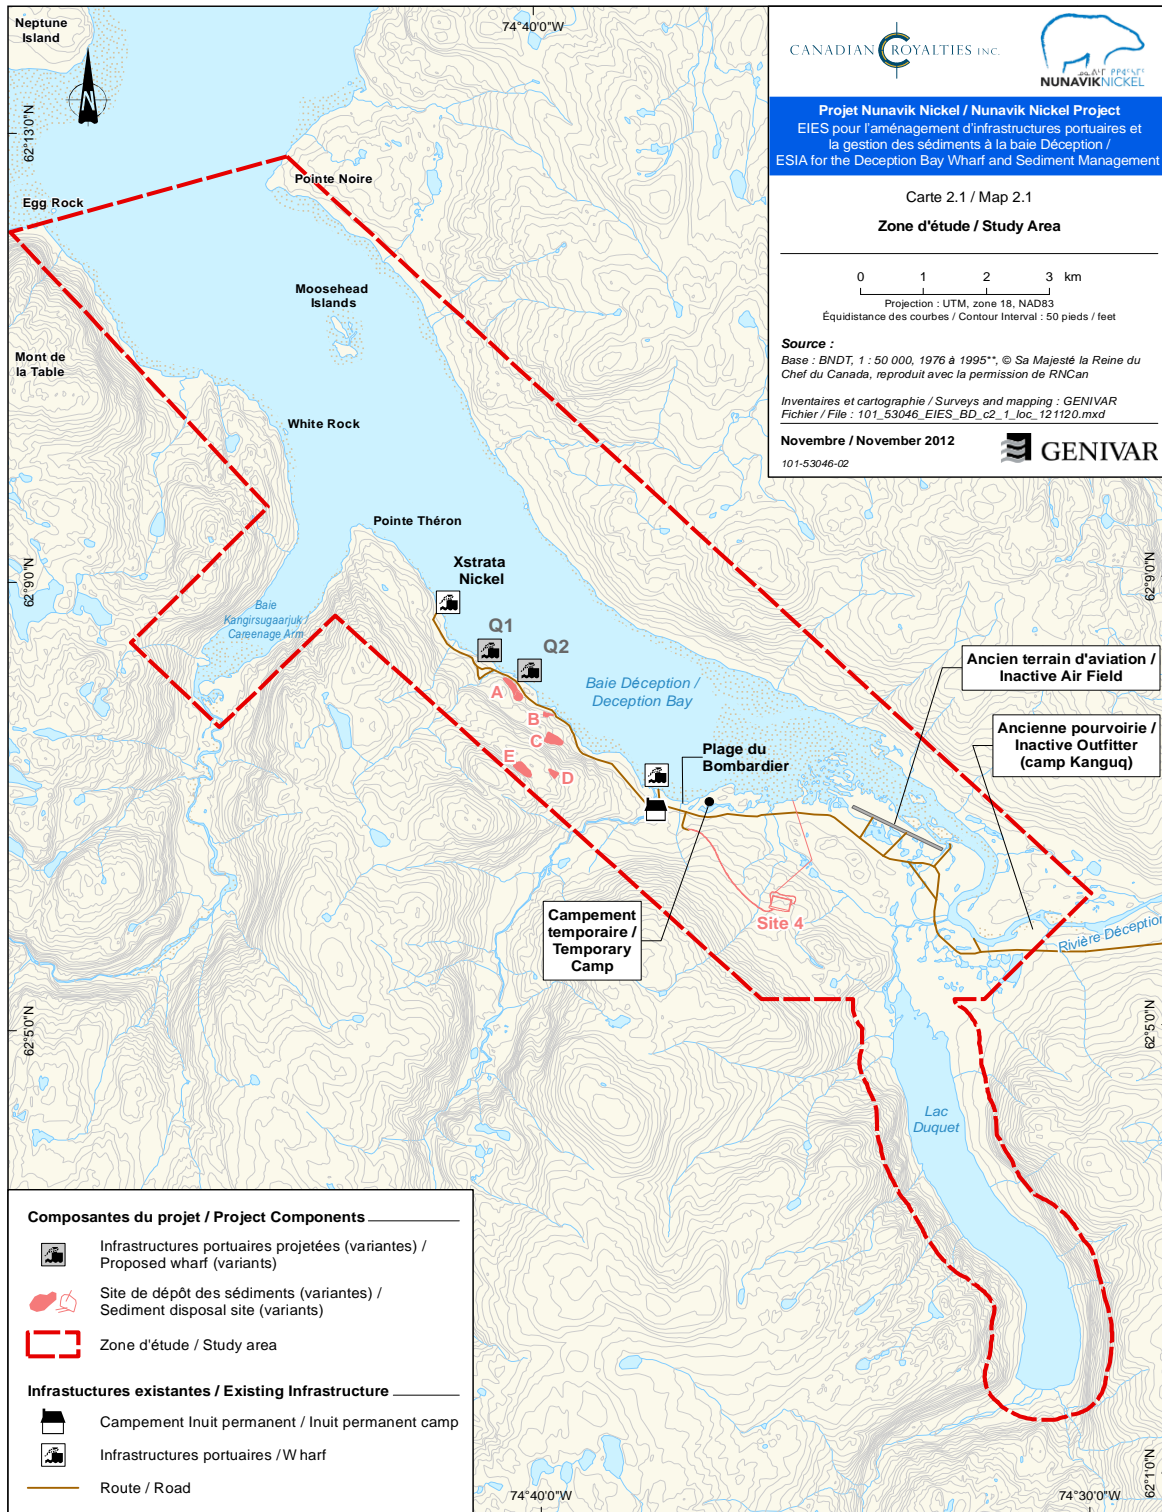 Neptune
Island
74°40'0"W
N
62°13'0"N
Pointe Noire
Egg Rock
Moosehead
Islands
Mont de
la Table
White Rock
Pointe Théron
Xstrata
Nickel
62°9'0"N
62°9'0"N
Baie
Kangirsugaarjuk /
Careenage Arm
Q1
Q2
Baie Déception /
Deception Bay
A
B
C
E
D
Plage du
Bombardier
Ancien terrain d'aviation /
Inactive Air Field
Ancienne pourvoirie /
Inactive Outfitter
(camp Kanguq)
Campement
temporaire /
Temporary
Camp
Site 4
Rivière Déception
62°5'0"N
62°5'0"N
Lac
Duquet
62°1'0"N
74°40'0"W
74°30'0"W
CANADIAN ROYALTIES INC.
NUNAVIKNICKEL
Projet Nunavik Nickel / Nunavik Nickel Project
EIES pour l'aménagement d'infrastructures portuaires et
la gestion des sédiments à la baie Déception /
ESIA for the Deception Bay Wharf and Sediment Management
Carte 2.1 / Map 2.1
Zone d'étude / Study Area
0 1 2 3 km
Projection : UTM, zone 18, NAD83
Équidistance des courbes / Contour Interval : 50 pieds / feet
Source :
Base : BNDT, 1 : 50 000, 1976 à 1995**, © Sa Majesté la Reine du
Chef du Canada, reproduit avec la permission de RNCan
Inventaires et cartographie / Surveys and mapping : GENIVAR
Fichier / File : 101_53046_EIES_BD_c2_1_loc_121120.mxd
Novembre / November 2012
101-53046-02
GENIVAR
Composantes du projet / Project Components
Infrastructures portuaires projetées (variantes) /
Proposed wharf (variants)
Site de dépôt des sédiments (variantes) /
Sediment disposal site (variants)
Zone d'étude / Study area
Infrastuctures existantes / Existing Infrastructure
Campement Inuit permanent / Inuit permanent camp
Infrastructures portuaires / W harf
Route / Road